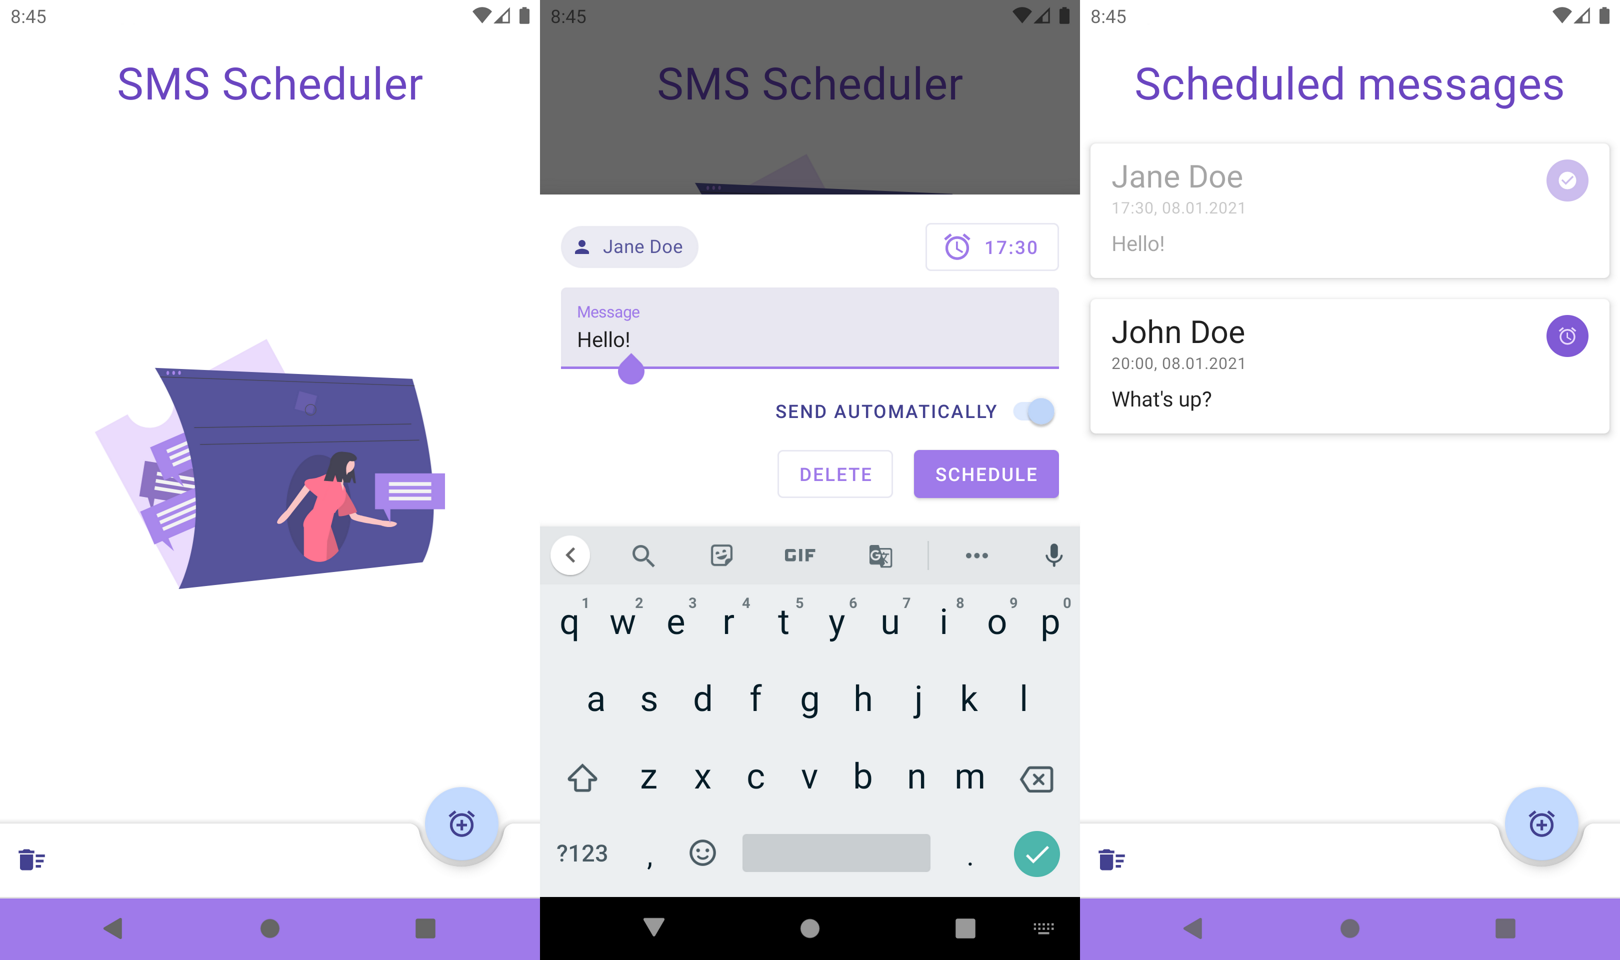 8:45
SMS Scheduler
8:45
SMS Scheduler
Jane Doe
17:30
Message
Hello!
SEND AUTOMATICALLY
DELETE
SCHEDULE
GIF
1 2 3 4 5 6 7 8 9 0
q w e r t y u i o p
a s d f g h j k l
z x c v b n m
?123 , .
8:45
Scheduled messages
Jane Doe
17:30, 08.01.2021
Hello!
John Doe
20:00, 08.01.2021
What's up?